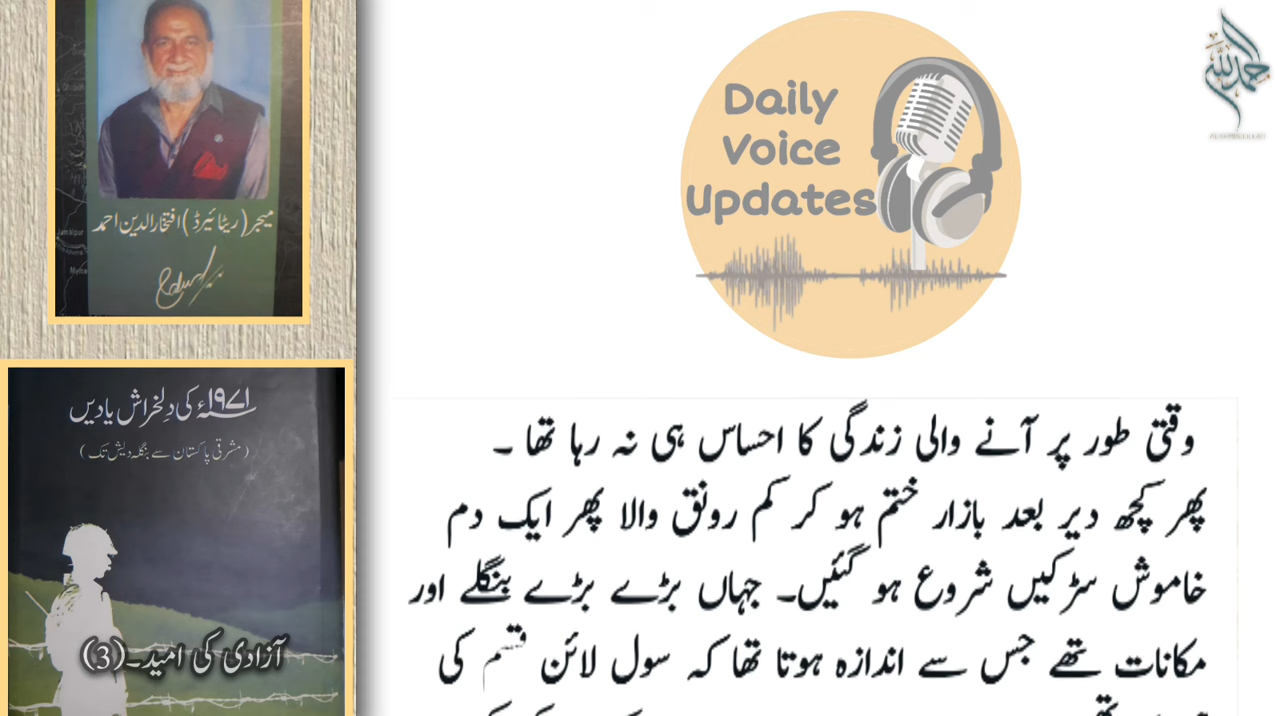 Daily
Voice
Updates
میجر (ریٹائیرڈ) افتخار الدین احمد
۱۹۷۱ء کی دلخراش یادیں
(مشرقی پاکستان سے بنگلہ دیش تک)
آزادی کی امید۔(3)
وقتی طور پر آنے والی زندگی کا احساس ہی نہ رہا تھا ۔
پھر کچھ دیر بعد بازار ختم ہو کر کم رونق والا پھر ایک دم
خاموش سڑکیں شروع ہو گئیں۔ جہاں بڑے بڑے بنگلے اور
مکانات تھے جس سے اندازہ ہوتا تھا کہ سول لائن قسم کی